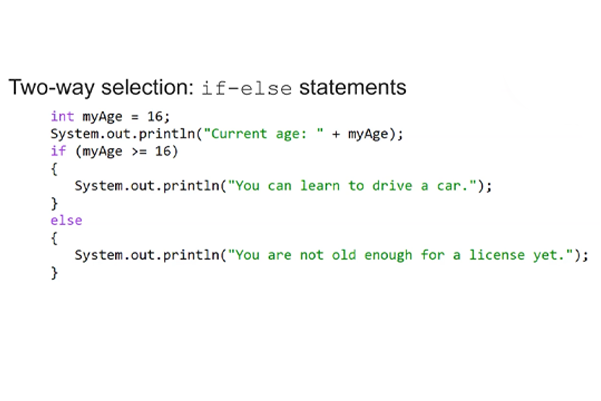 Two-way selection: if-else statements
int myAge = 16;
System.out.println("Current age: " + myAge);
if (myAge >= 16)
{
System.out.println("You can learn to drive a car.");
}
else
{
System.out.println("You are not old enough for a license yet.");
}